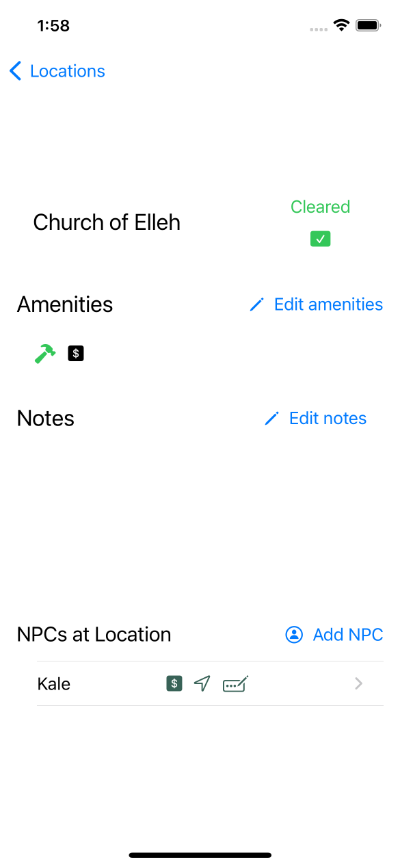 1:58
Locations
Cleared
Church of Elleh
Amenities
Edit amenities
$
Notes
Edit notes
NPCs at Location
Add NPC
Kale
$